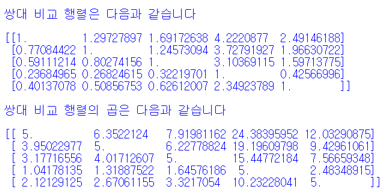 쌍대 비교 행렬은 다음과 같습니다
[[1. 1.29727897 1.69172638 4.2220877 2.49146188]
[0.77084422 1. 1.24573094 3.72791927 1.96630722]
[0.59111214 0.80274156 1. 3.10369115 1.59713775]
[0.23684965 0.26824615 0.32219701 1. 0.42566996]
[0.40137078 0.50856753 0.62612007 2.34923789 1. ]]
쌍대 비교 행렬의 곱은 다음과 같습니다
[[ 5. 6.3522124 7.91981162 24.38395952 12.03290875]
[ 3.95022977 5. 6.22778824 19.19609798 9.42961061]
[ 3.17716556 4.01712607 5. 15.44772184 7.56659348]
[ 1.04178135 1.31887522 1.64576186 5. 2.48348915]
[ 2.12129125 2.67061155 3.3217054 10.23228041 5. ]]